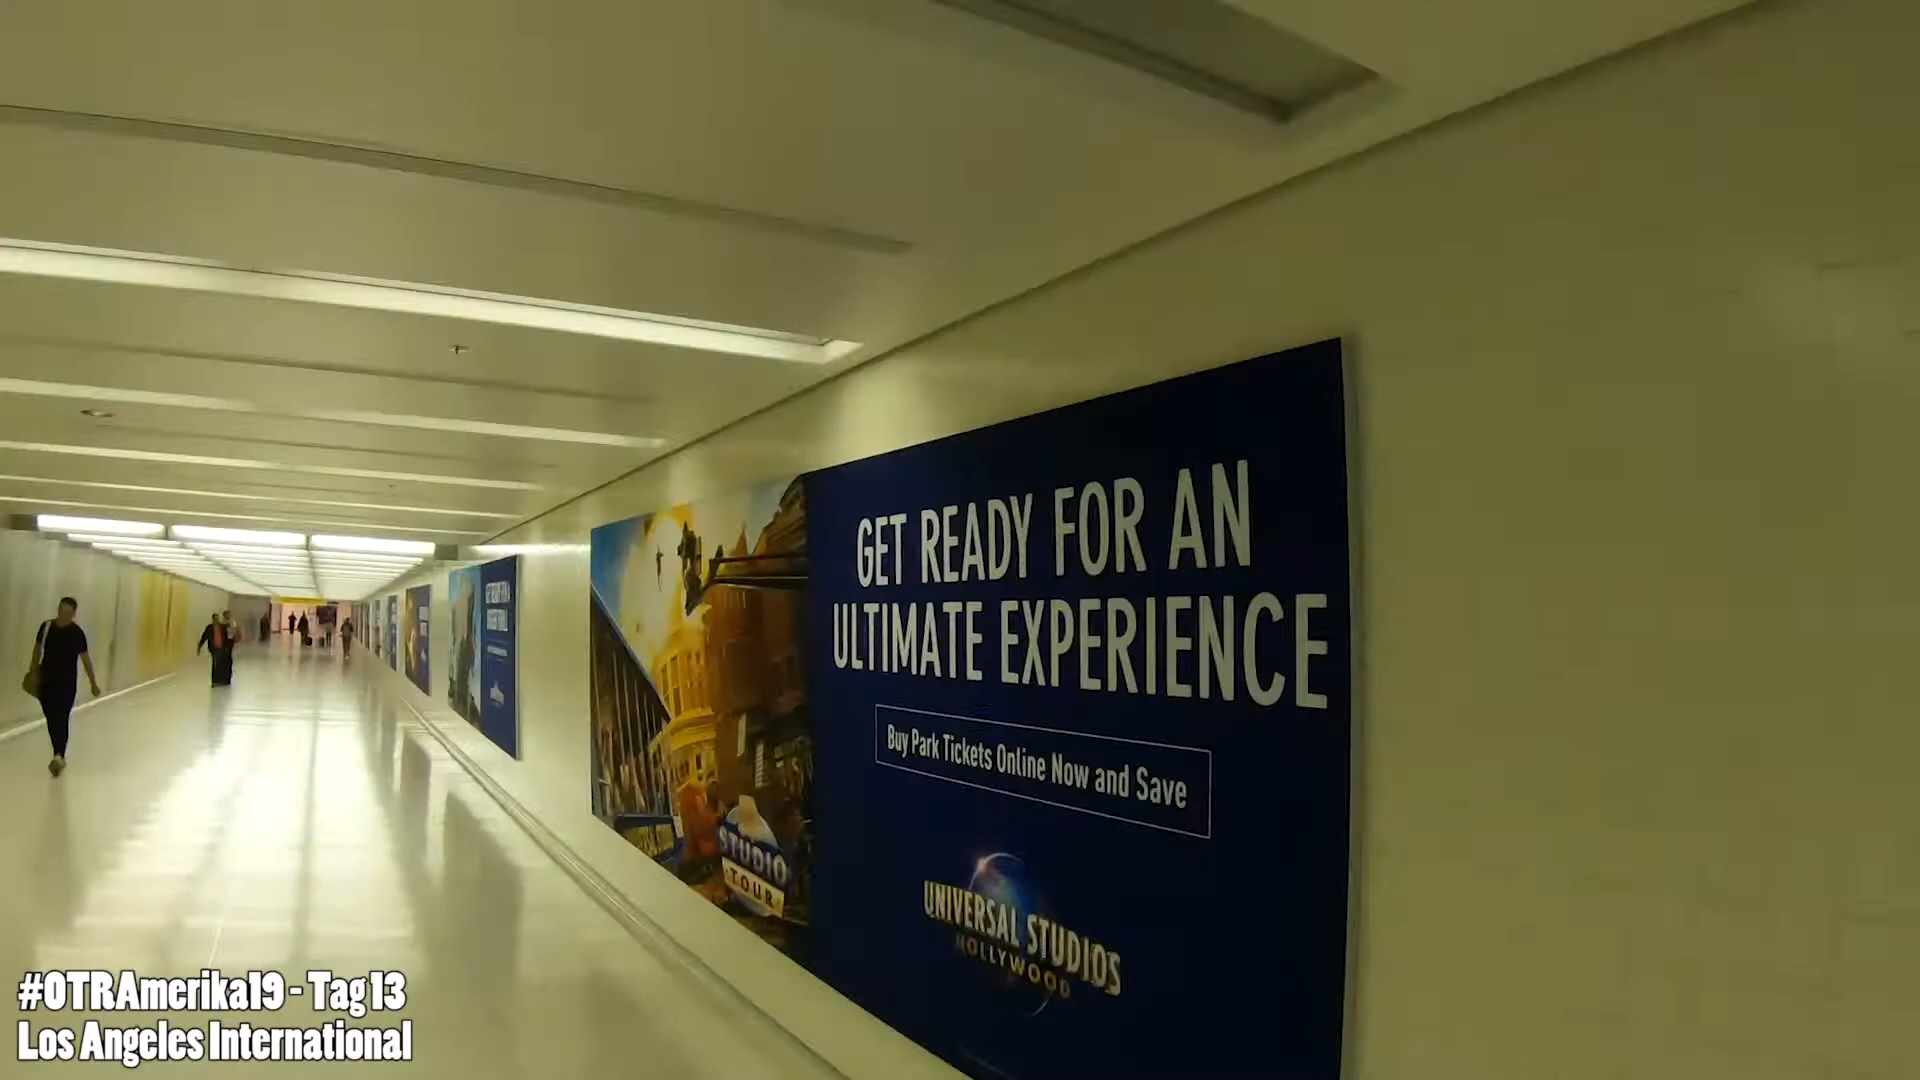 GET READY FOR AN
ULTIMATE EXPERIENCE
Buy Park Tickets Online Now and Save
STUDIO
TOUR
UNIVERSAL STUDIOS
HOLLYWOOD
#OTRAmerika19 - Tag 13
Los Angeles International